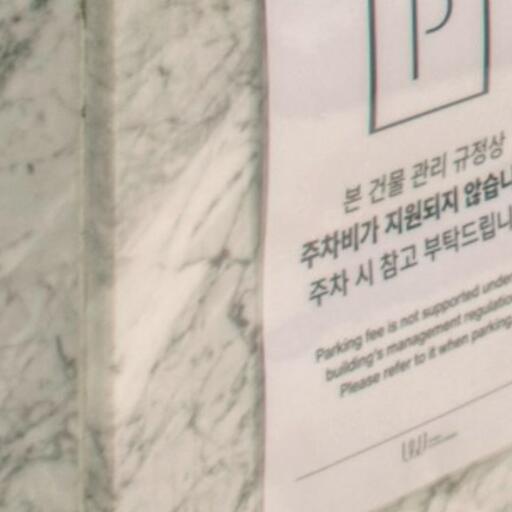 P
본 건물 관리 규정상
주차비가 지원되지 않습니
주차 시 참고 부탁드립니
Parking fee is not supported under
building's management regulation
Please refer to it when parking